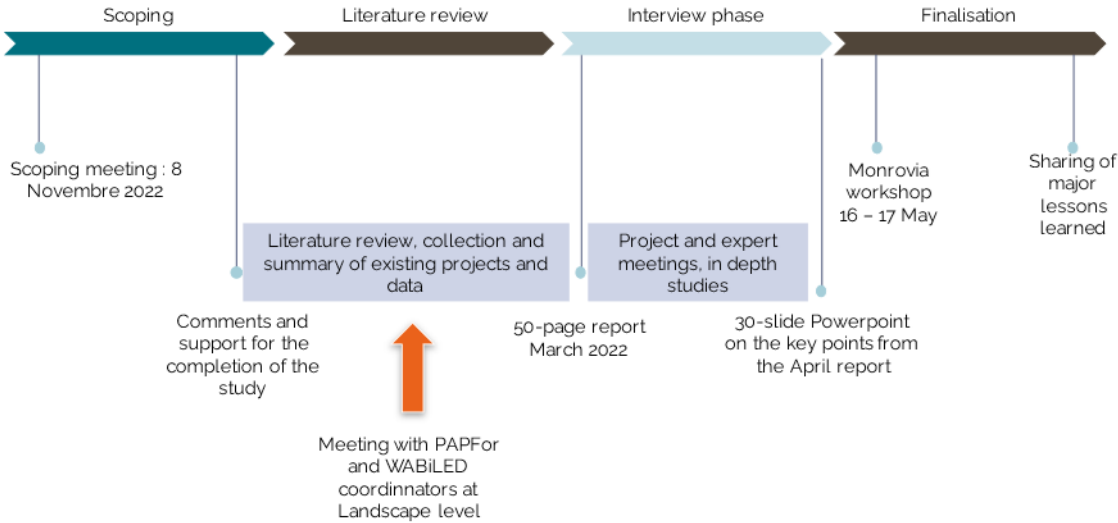 Scoping
Literature review
Interview phase
Finalisation
Scoping meeting : 8
Novembre 2022
Monrovia
workshop
16 – 17 May
Sharing of
major
lessons
learned
Literature review, collection and
summary of existing projects and
data
Project and expert
meetings, in depth
studies
Comments and
support for the
completion of the
study
50-page report
March 2022
30-slide Powerpoint
on the key points from
the April report
Meeting with PAPFor
and WABiLED
coordinnators at
Landscape level